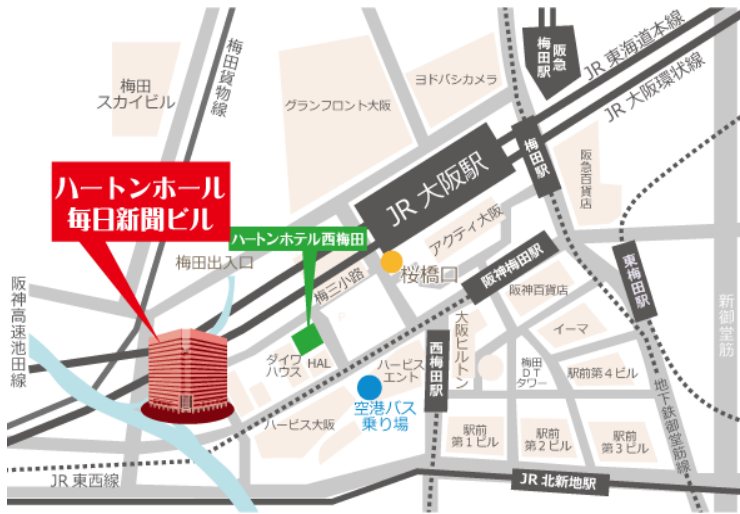 梅田貨物線
梅田
スカイビル
グランフロント大阪
ヨドバシカメラ
阪急
梅田駅
JR 東海道本線
JR 大阪環状線
新御堂筋
梅田駅
阪急百貨店
JR 大阪駅
ハートンホール
毎日新聞ビル
ハートンホテル西梅田
アクティ大阪
梅田出入口
梅三小路
桜橋口
阪神梅田駅
東梅田駅
阪神百貨店
阪神高速池田線
イーマ
大阪ヒルトン
西梅田駅
ダイワ
ハウス
HAL
ハービス
エント
梅田
DT
タワー
駅前第4ビル
空港バス
乗り場
ハービス大阪
駅前
第1ビル
駅前
第2ビル
駅前
第3ビル
地下鉄御堂筋線
JR 東西線
JR 北新地駅